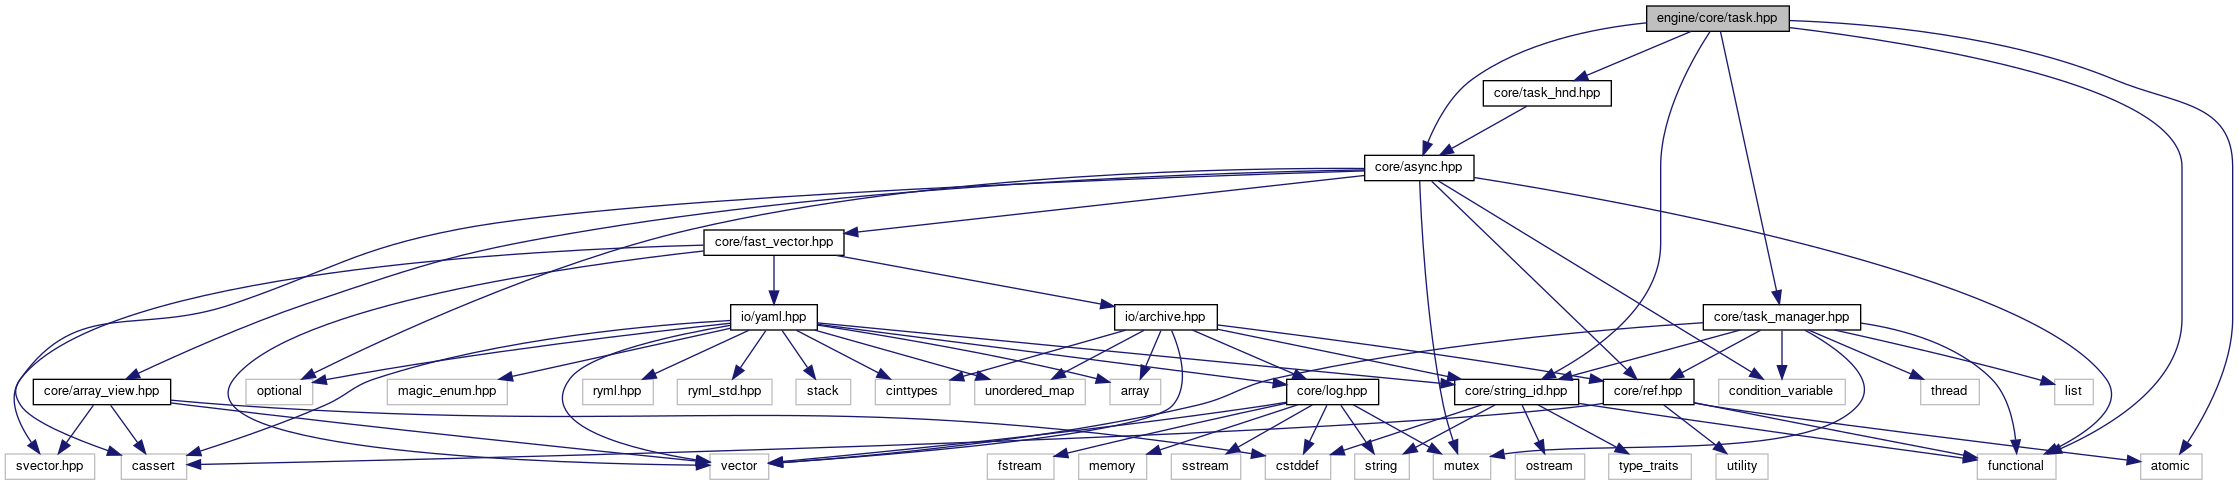 engine/core/task.hpp
core/task_hnd.hpp
core/async.hpp
core/fast_vector.hpp
io/yaml.hpp
io/archive.hpp
core/task_manager.hpp
core/array_view.hpp
optional
magic_enum.hpp
ryml.hpp
ryml_std.hpp
stack
cinttypes
unordered_map
array
core/log.hpp
core/string_id.hpp
core/ref.hpp
condition_variable
thread
list
svector.hpp
cassert
vector
fstream
memory
sstream
cstddef
string
mutex
ostream
type_traits
utility
functional
atomic